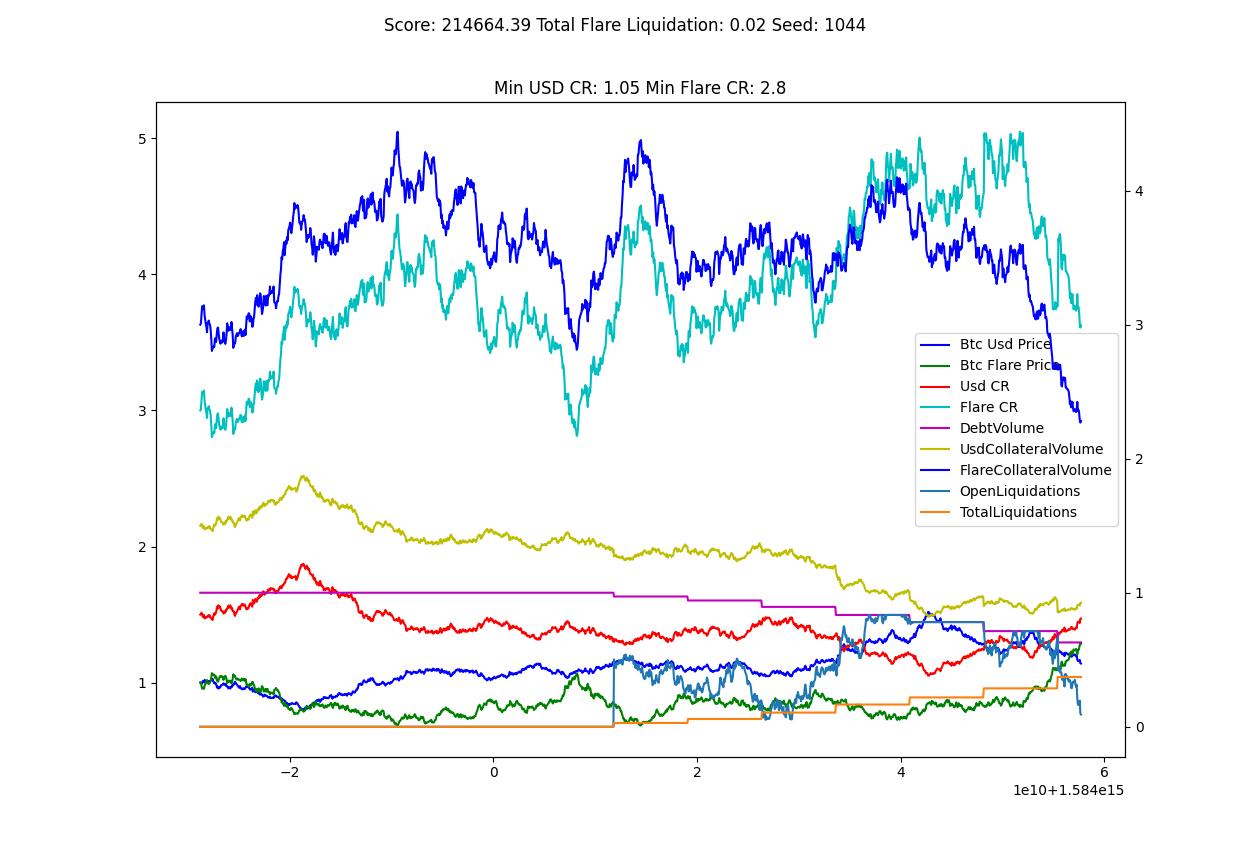 Score: 214664.39 Total Flare Liquidation: 0.02 Seed: 1044
Min USD CR: 1.05 Min Flare CR: 2.8
5
4
3
2
1
4
3
2
1
0
Btc Usd Price
Btc Flare Price
Usd CR
Flare CR
DebtVolume
UsdCollateralVolume
FlareCollateralVolume
OpenLiquidations
TotalLiquidations
−2 0 2 4 6
1e10+1.584e15